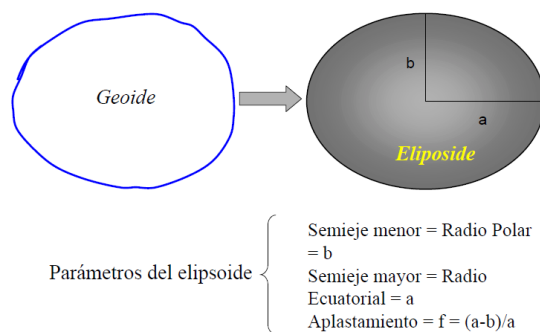 Geoide
b
a
Eliposide
Parámetros del elipsoide
Semieje menor = Radio Polar
= b
Semieje mayor = Radio
Ecuatorial = a
Aplastamiento = f = (a-b)/a